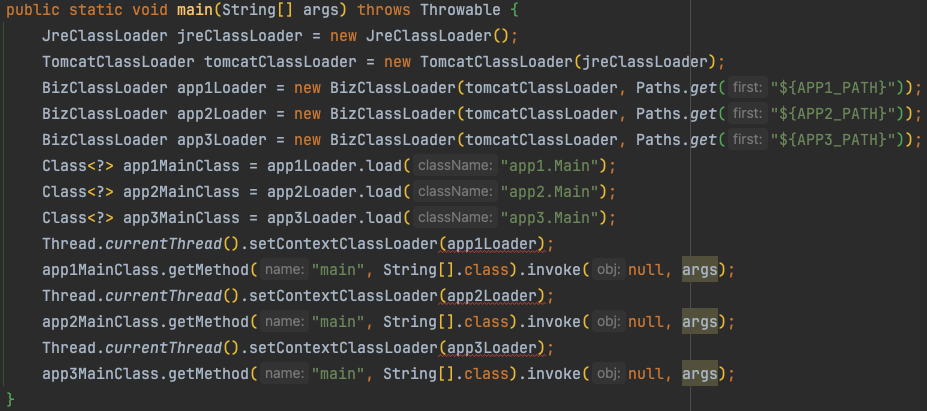 public static void main(String[] args) throws Throwable {
JreClassLoader jreClassLoader = new JreClassLoader();
TomcatClassLoader tomcatClassLoader = new TomcatClassLoader(jreClassLoader);
BizClassLoader app1Loader = new BizClassLoader(tomcatClassLoader, Paths.get( first: "${APP1_PATH}"));
BizClassLoader app2Loader = new BizClassLoader(tomcatClassLoader, Paths.get( first: "${APP2_PATH}"));
BizClassLoader app3Loader = new BizClassLoader(tomcatClassLoader, Paths.get( first: "${APP3_PATH}"));
Class<?> app1MainClass = app1Loader.load( className: "app1.Main");
Class<?> app2MainClass = app2Loader.load( className: "app2.Main");
Class<?> app3MainClass = app3Loader.load( className: "app3.Main");
Thread.currentThread().setContextClassLoader(app1Loader);
app1MainClass.getMethod( name: "main", String[].class).invoke( obj: null, args);
Thread.currentThread().setContextClassLoader(app2Loader);
app2MainClass.getMethod( name: "main", String[].class).invoke( obj: null, args);
Thread.currentThread().setContextClassLoader(app3Loader);
app3MainClass.getMethod( name: "main", String[].class).invoke( obj: null, args);
}